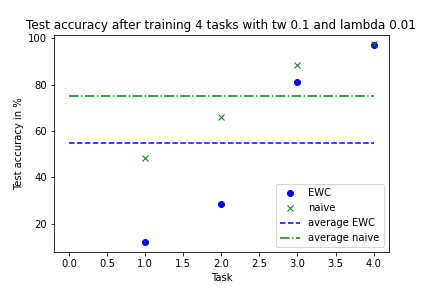 Test accuracy after training 4 tasks with tw 0.1 and lambda 0.01
100
80
60
40
20
Test accuracy in %
0.0 0.5 1.0 1.5 2.0 2.5 3.0 3.5 4.0
Task
EWC
naive
average EWC
average naive